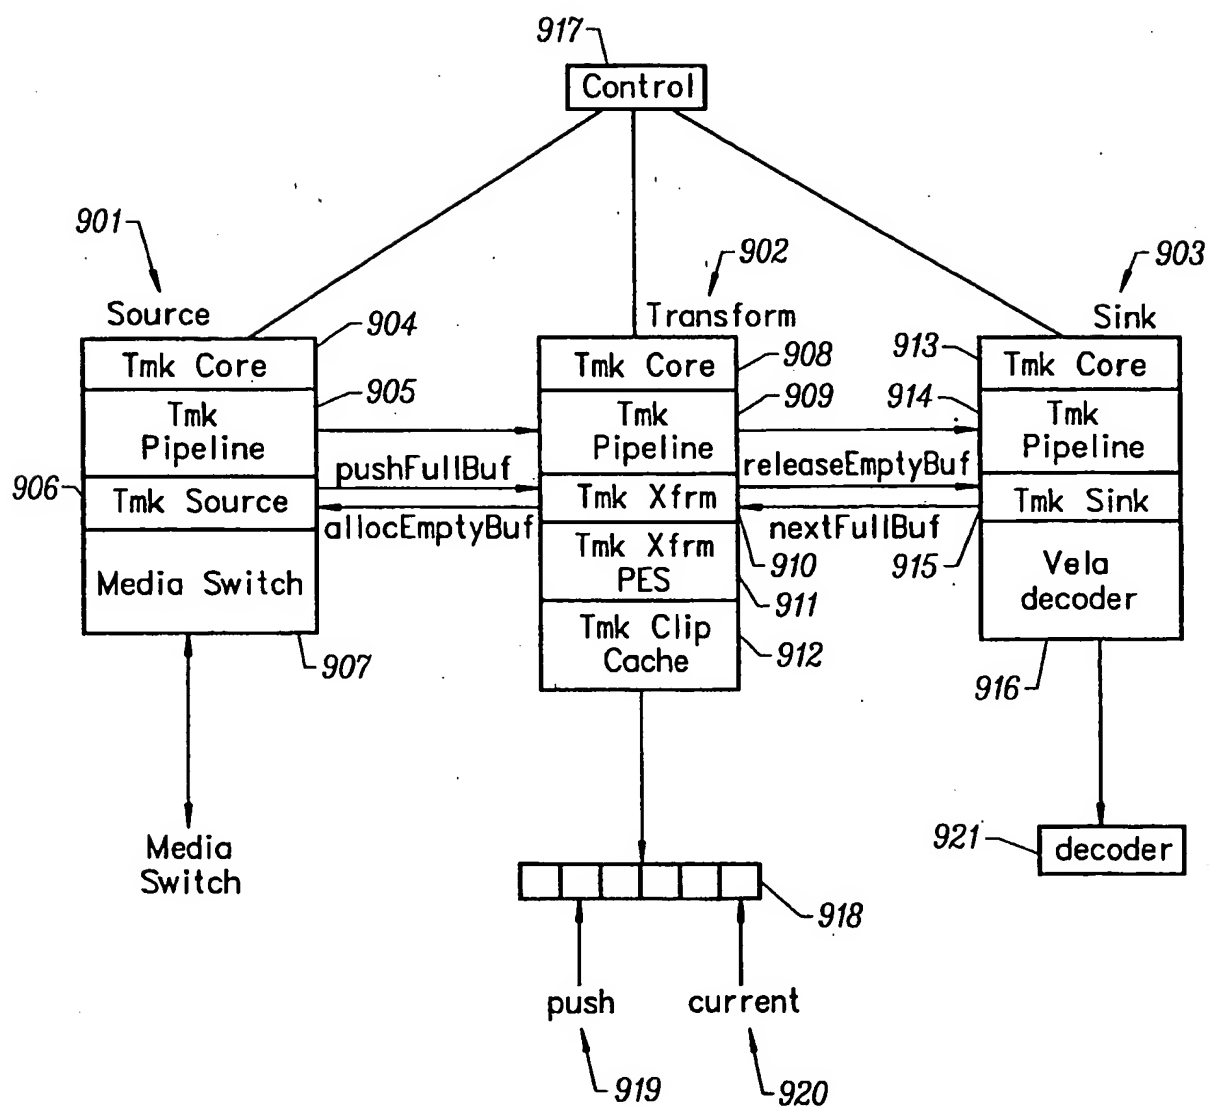 917
Control
901
902
903
Source
904
Transform
Sink
Tmk Core
Tmk Core
908
913
Tmk Core
905
909
914
Tmk
Pipeline
Tmk
Pipeline
Tmk
Pipeline
pushFullBuf
releaseEmptyBuf
906
Tmk Source
Tmk Xfrm
Tmk Sink
allocEmptyBuf
nextFullBuf
Media Switch
Tmk Xfrm
PES
910
915
Vela
decoder
911
907
Tmk Clip
Cache
912
916
Media
Switch
921
decoder
918
push
current
919
920